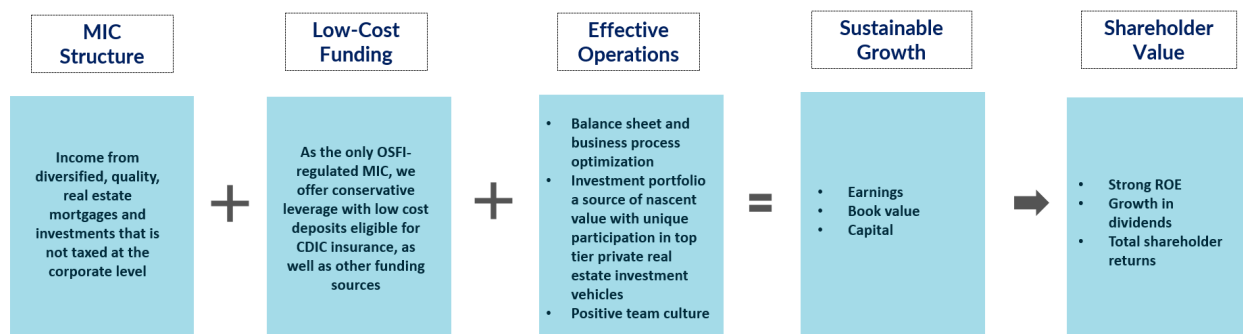 MIC
Structure
Income from
diversified, quality,
real estate
mortgages and
investments that is
not taxed at the
corporate level
+
Low-Cost
Funding
As the only OSFI-
regulated MIC, we
offer conservative
leverage with low cost
deposits eligible for
CDIC insurance, as
well as other funding
sources
+
Effective
Operations
• Balance sheet and
business process
optimization
• Investment portfolio
a source of nascent
value with unique
participation in top
tier private real
estate investment
vehicles
• Positive team culture
=
Sustainable
Growth
• Earnings
• Book value
• Capital
Shareholder
Value
• Strong ROE
• Growth in
dividends
• Total shareholder
returns